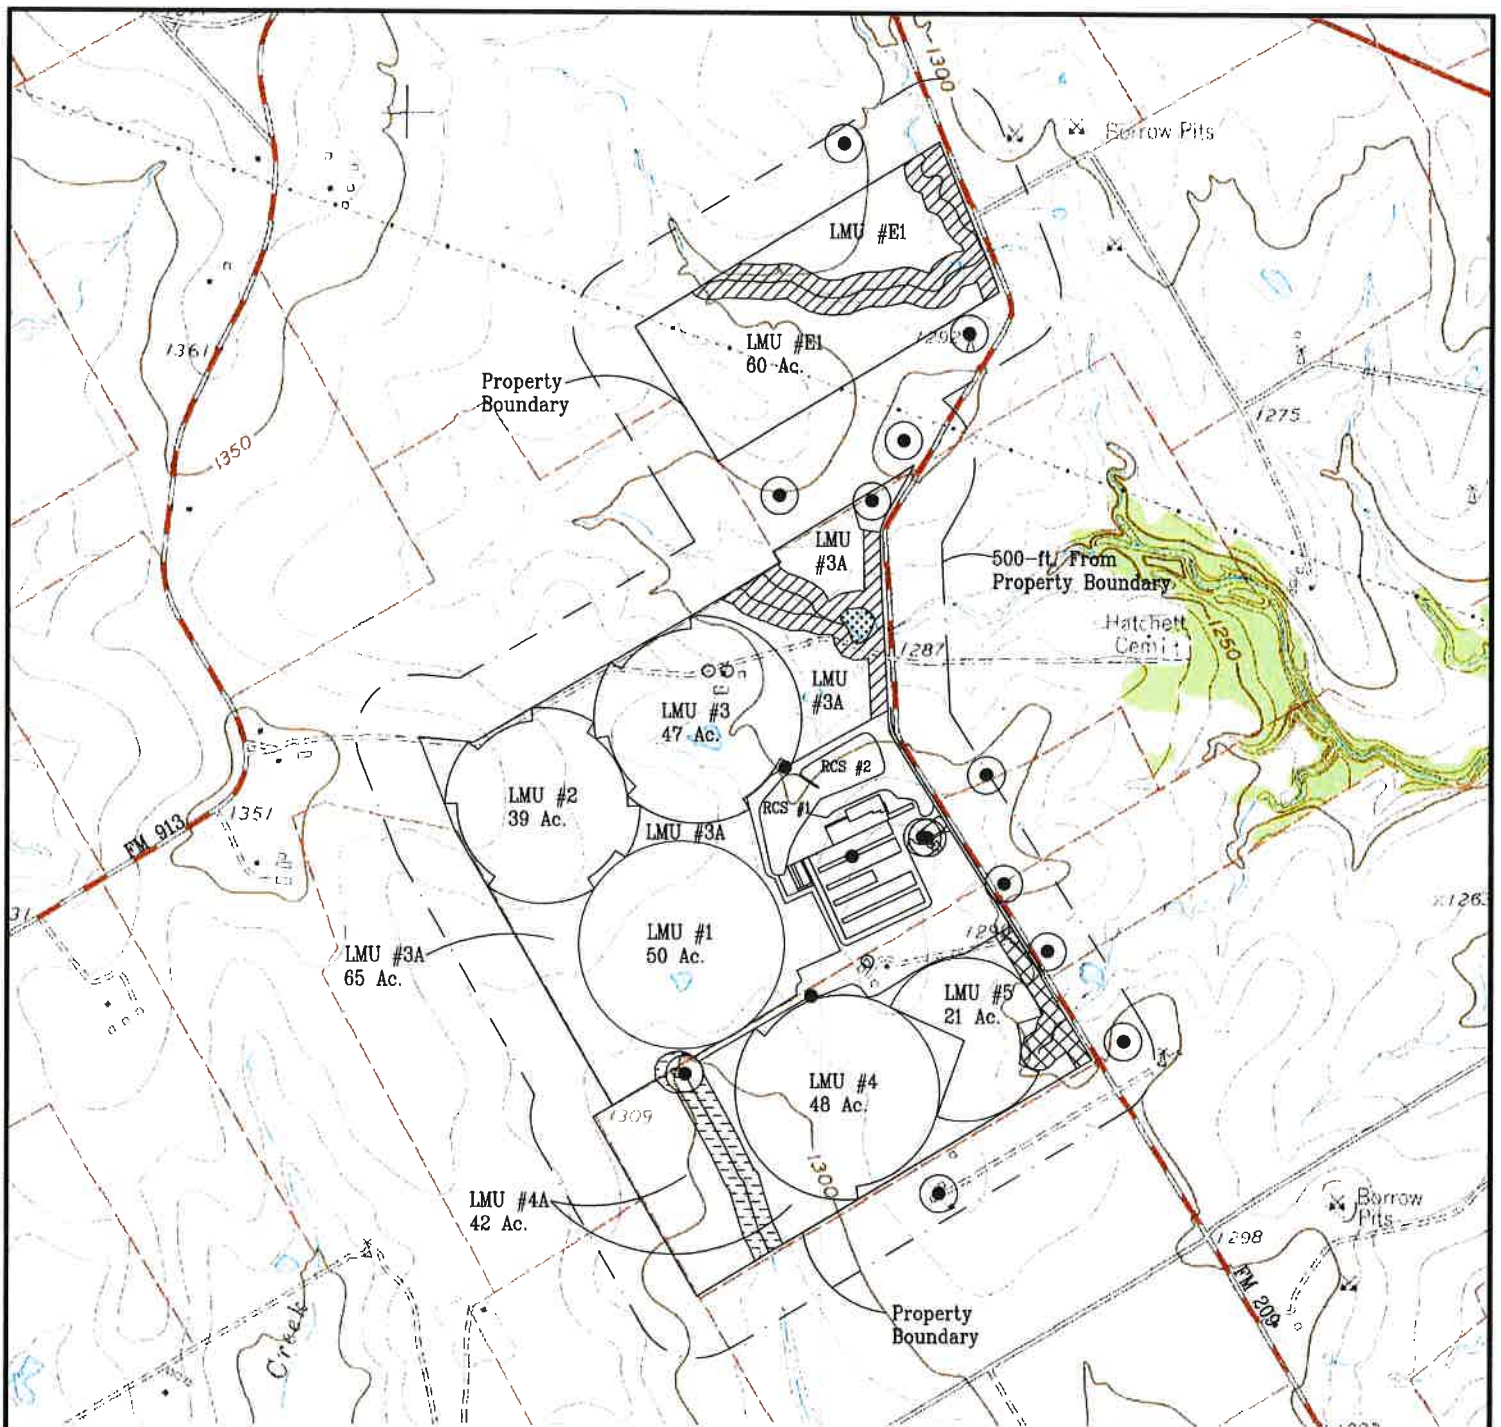 1300
Borrow Pits
LMU #E1
1361
1292
LMU #E1
60 Ac.
Property
Boundary
1350
1275
LMU
#3A
500-ft. From
Property Boundary
Hatchett
Cem
1250
1287
LMU
#3A
LMU #3
47 Ac.
RCS #2
LMU #2
39 Ac.
RCS #1
1351
FM 913
LMU #3A
LMU #1
50 Ac.
LMU #3A
65 Ac.
LMU #5
21 Ac.
LMU #4
48 Ac.
1309
1300
LMU #4A
42 Ac.
Borrow
Pits
1298
FM 209
Property
Boundary
Creek